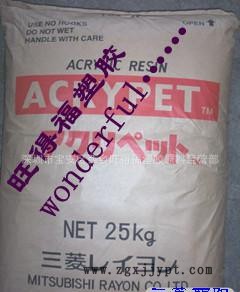 USE NO HOOKS
DO NOT WET
HANDLE WITH CARE
OPEN
ACRYLIC RESIN
ACRYPET™
アクリペット
旺得福塑胶
wonderful......
NET 25kg
三菱レイヨン
www.zgxjjypt.com
MITSUBISHI RAYON CO.LTD.